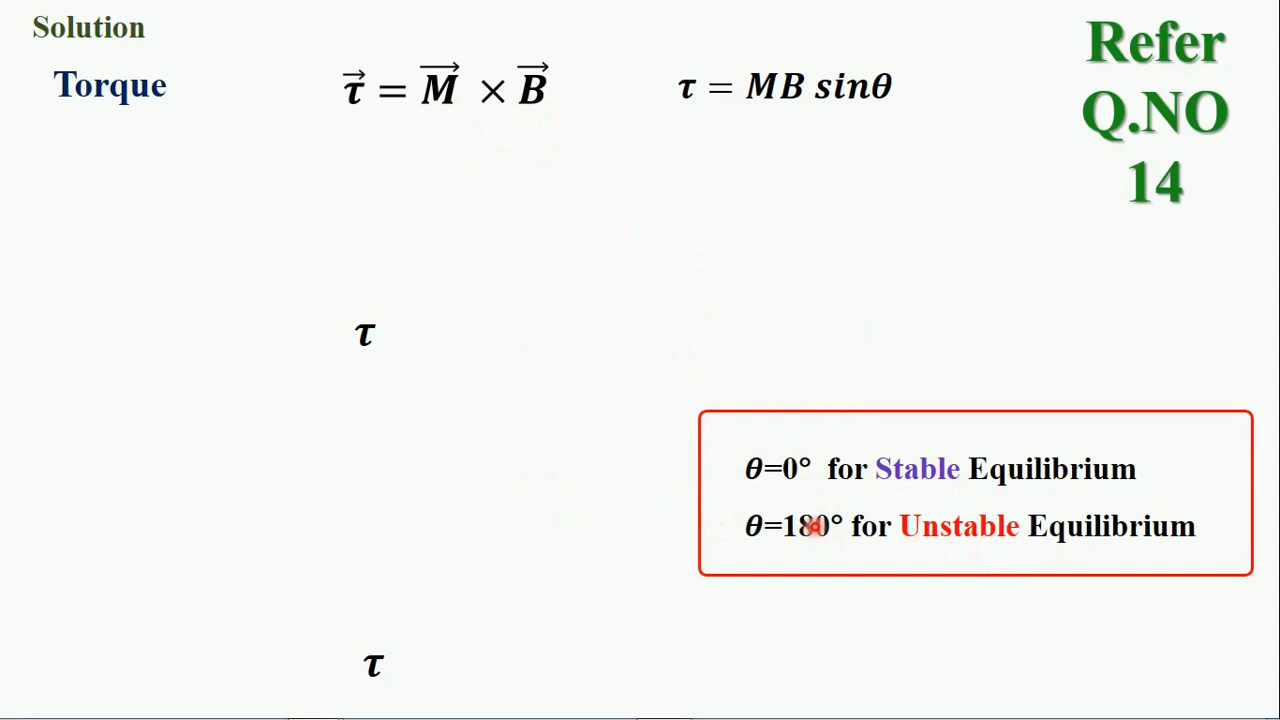 Solution
Torque
τ⃗ = M⃗ × B⃗
τ = MB sinθ
Refer
Q.NO
14
τ
θ=0° for Stable Equilibrium
θ=180° for Unstable Equilibrium
τ